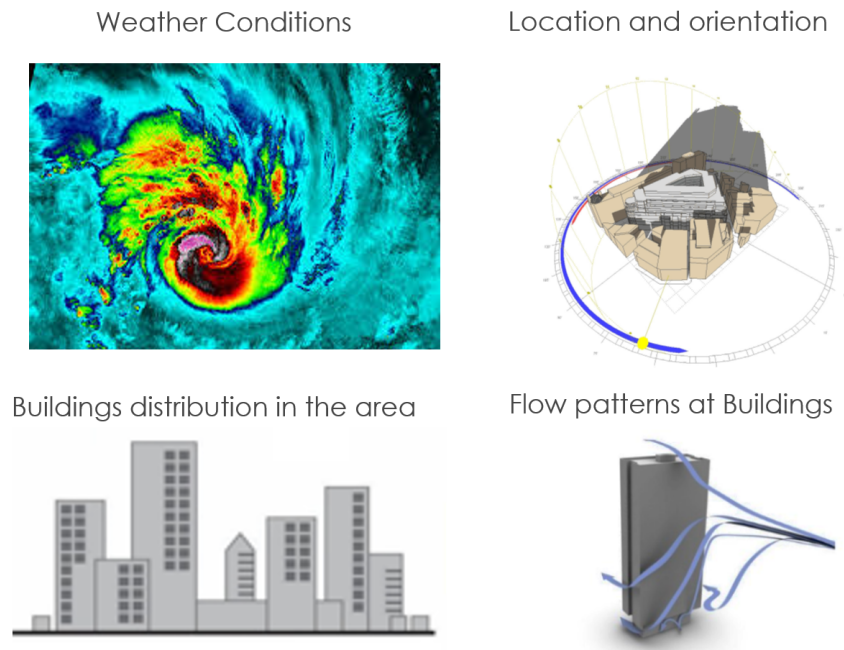 Weather Conditions
Location and orientation
Buildings distribution in the area
Flow patterns at Buildings